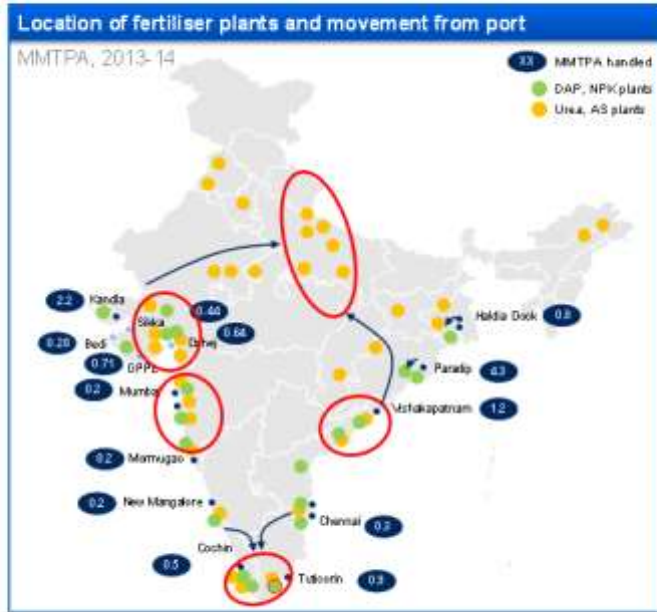 Location of fertiliser plants and movement from port
MMTPA, 2013-14
XX MMTPA handled
DAP, NPK plants
Urea, AS plants
2.2 Kandla
Sikka 0.44
0.28 Bedi Dahej 0.64
0.71 GPPL
0.2 Mumbai
Haldia Dock 0.8
Paradip 4.3
Vishakapatnam 1.2
0.2 Mormugao
0.2 New Mangalore
Chennai 0.3
Cochin
0.5
Tuticorin